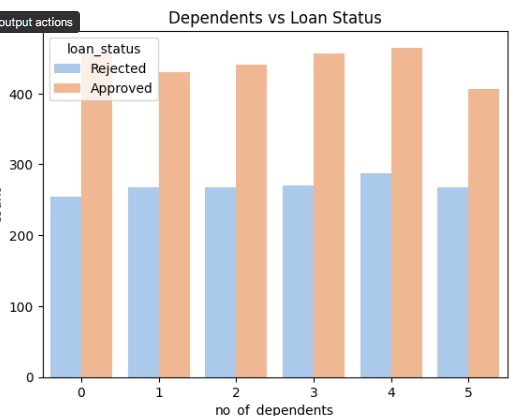 output actions
Dependents vs Loan Status
loan_status
Rejected
Approved
400
300
200
100
0
0 1 2 3 4 5
no_of_dependents